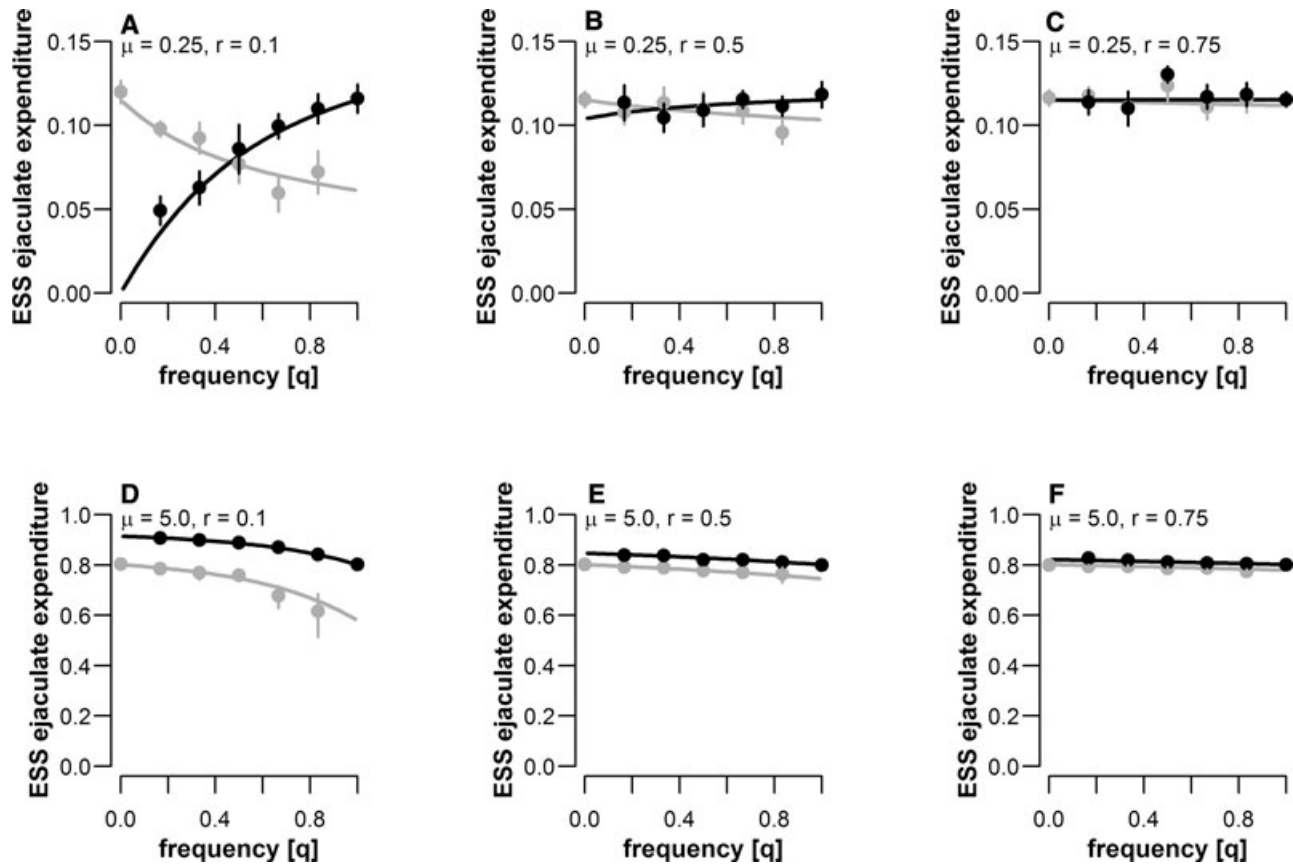 A
μ = 0.25, r = 0.1
ESS ejaculate expenditure
0.15
0.10
0.05
0.00
0.0 0.4 0.8
frequency [q]
B
μ = 0.25, r = 0.5
ESS ejaculate expenditure
0.15
0.10
0.05
0.00
0.0 0.4 0.8
frequency [q]
C
μ = 0.25, r = 0.75
ESS ejaculate expenditure
0.15
0.10
0.05
0.00
0.0 0.4 0.8
frequency [q]
D
μ = 5.0, r = 0.1
ESS ejaculate expenditure
1.0
0.8
0.6
0.4
0.2
0.0
0.0 0.4 0.8
frequency [q]
E
μ = 5.0, r = 0.5
ESS ejaculate expenditure
1.0
0.8
0.6
0.4
0.2
0.0
0.0 0.4 0.8
frequency [q]
F
μ = 5.0, r = 0.75
ESS ejaculate expenditure
1.0
0.8
0.6
0.4
0.2
0.0
0.0 0.4 0.8
frequency [q]